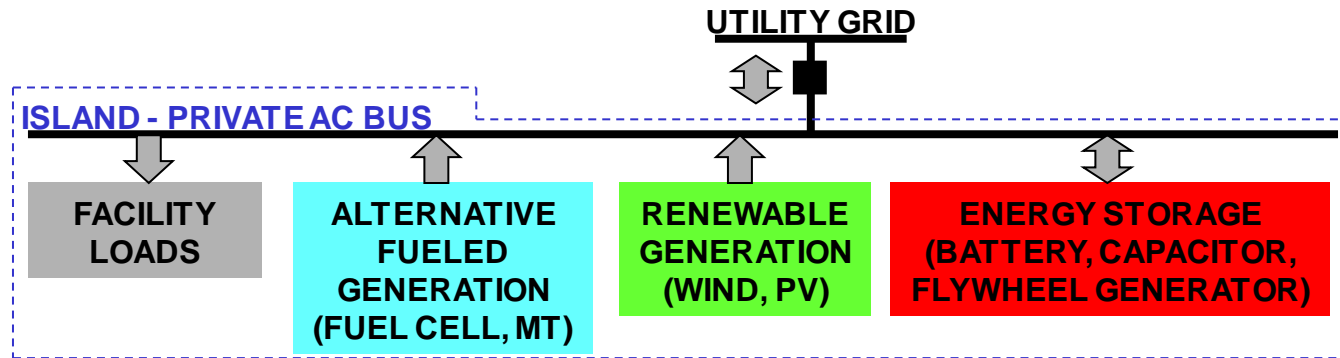 UTILITY GRID
ISLAND - PRIVATE AC BUS
FACILITY
LOADS
ALTERNATIVE
FUELED
GENERATION
(FUEL CELL, MT)
RENEWABLE
GENERATION
(WIND, PV)
ENERGY STORAGE
(BATTERY, CAPACITOR,
FLYWHEEL GENERATOR)